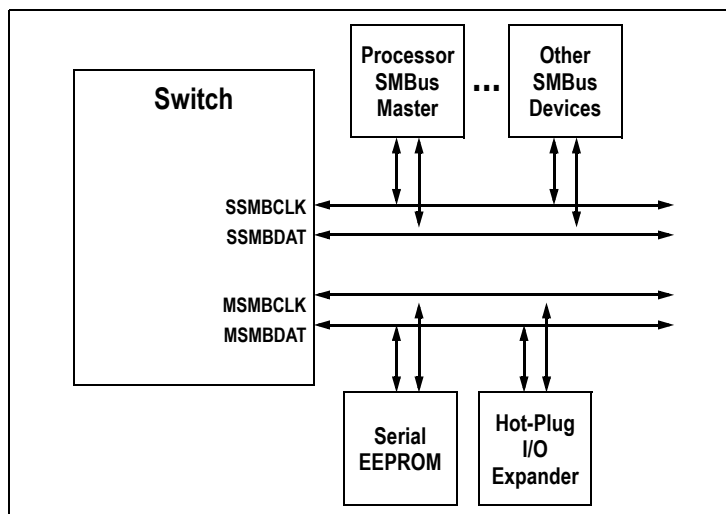 Switch
Processor
SMBus
Master
...
Other
SMBus
Devices
SSMBCLK
SSMBDAT
MSMBCLK
MSMBDAT
Serial
EEPROM
Hot-Plug
I/O
Expander